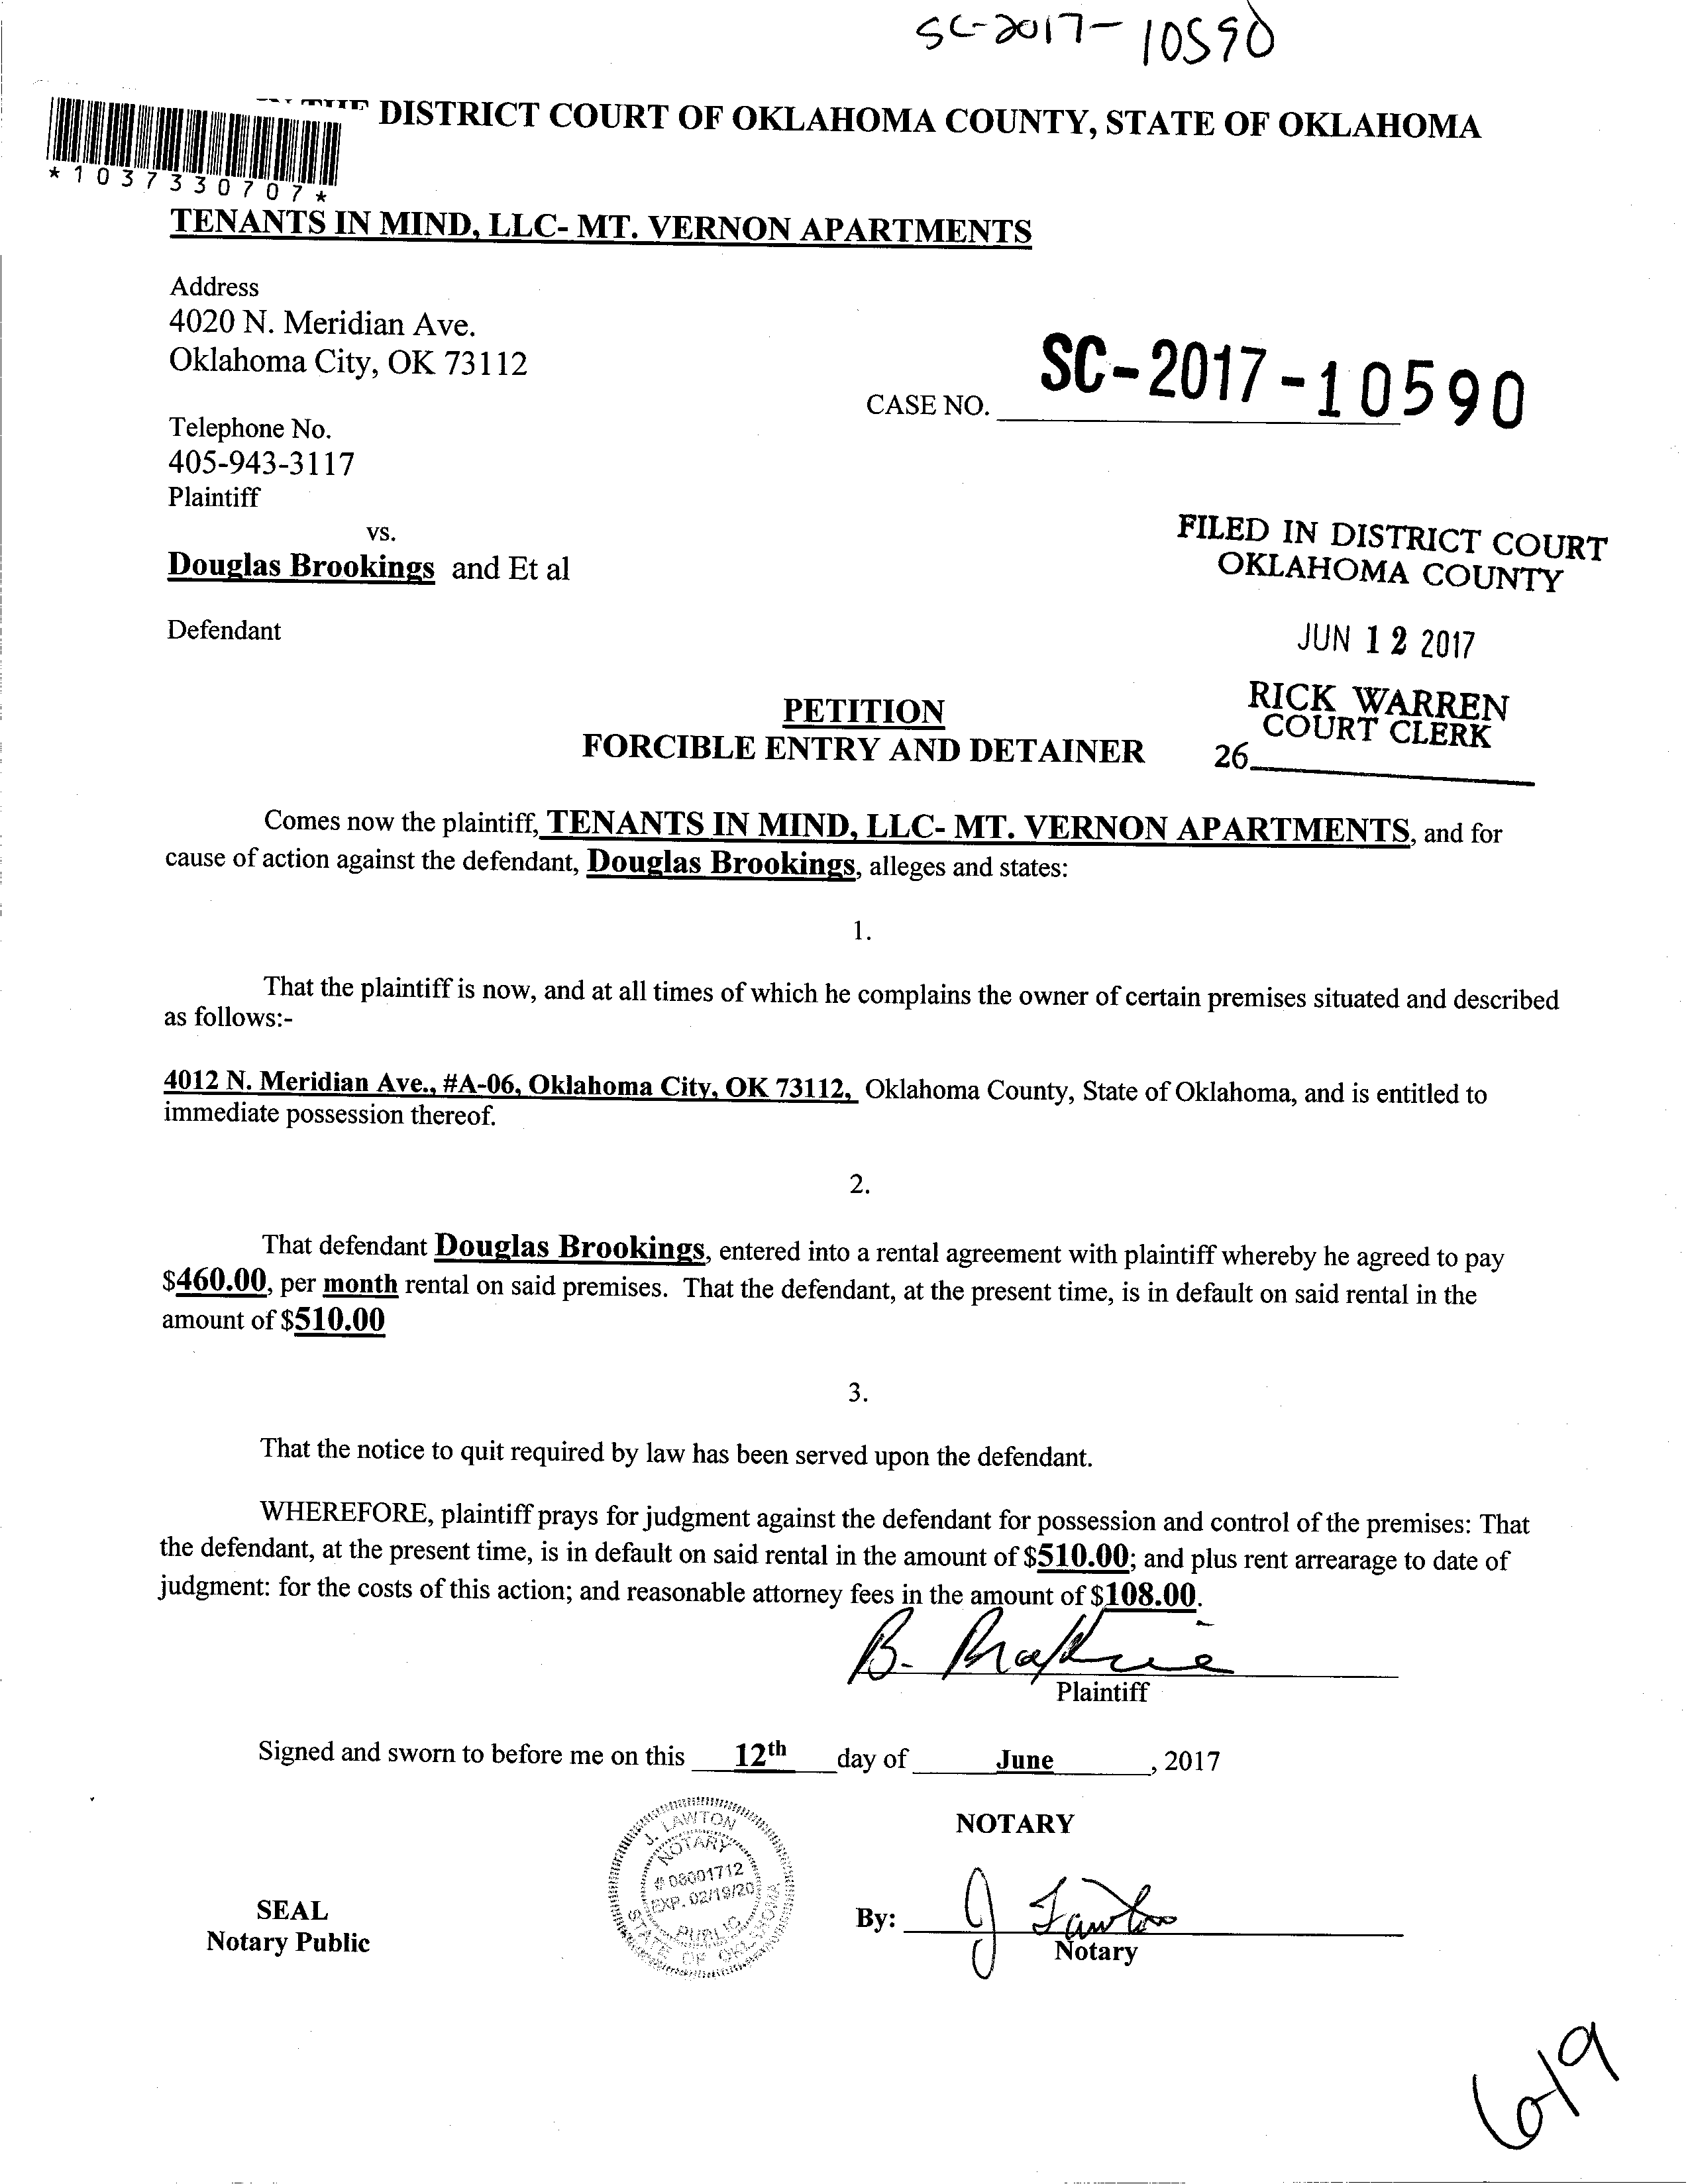 SC-2017-10590
THE DISTRICT COURT OF OKLAHOMA COUNTY, STATE OF OKLAHOMA
*1037330707*
TENANTS IN MIND, LLC- MT. VERNON APARTMENTS
Address
4020 N. Meridian Ave.
Oklahoma City, OK 73112
CASE NO. SC-2017-10590
Telephone No.
405-943-3117
Plaintiff
vs.
Douglas Brookings and Et al
Defendant
FILED IN DISTRICT COURT
OKLAHOMA COUNTY
JUN 12 2017
RICK WARREN
COURT CLERK
26
PETITION
FORCIBLE ENTRY AND DETAINER
Comes now the plaintiff, TENANTS IN MIND, LLC- MT. VERNON APARTMENTS, and for
cause of action against the defendant, Douglas Brookings, alleges and states:
1.
That the plaintiff is now, and at all times of which he complains the owner of certain premises situated and described
as follows:-
4012 N. Meridian Ave., #A-06, Oklahoma City, OK 73112, Oklahoma County, State of Oklahoma, and is entitled to
immediate possession thereof.
2.
That defendant Douglas Brookings, entered into a rental agreement with plaintiff whereby he agreed to pay
$460.00, per month rental on said premises. That the defendant, at the present time, is in default on said rental in the
amount of $510.00
3.
That the notice to quit required by law has been served upon the defendant.
WHEREFORE, plaintiff prays for judgment against the defendant for possession and control of the premises: That
the defendant, at the present time, is in default on said rental in the amount of $510.00; and plus rent arrearage to date of
judgment: for the costs of this action; and reasonable attorney fees in the amount of $108.00.
B.
Plaintiff
Signed and sworn to before me on this 12th day of June, 2017
J. LAWTON
NOTARY
# 08001712
EXP. 02/19/20
PUBLIC
STATE OF OKLAHOMA
NOTARY
SEAL
Notary Public
By: J Lawton
Notary
6-19